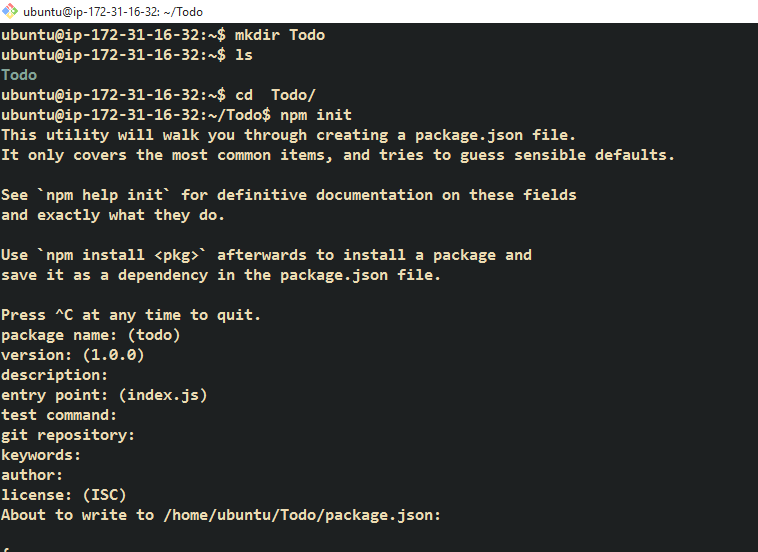 ubuntu@ip-172-31-16-32: ~/Todo
ubuntu@ip-172-31-16-32:~$ mkdir Todo
ubuntu@ip-172-31-16-32:~$ ls
Todo
ubuntu@ip-172-31-16-32:~$ cd  Todo/
ubuntu@ip-172-31-16-32:~/Todo$ npm init
This utility will walk you through creating a package.json file.
It only covers the most common items, and tries to guess sensible defaults.
See `npm help init` for definitive documentation on these fields
and exactly what they do.
Use `npm install <pkg>` afterwards to install a package and
save it as a dependency in the package.json file.
Press ^C at any time to quit.
package name: (todo)
version: (1.0.0)
description:
entry point: (index.js)
test command:
git repository:
keywords:
author:
license: (ISC)
About to write to /home/ubuntu/Todo/package.json: